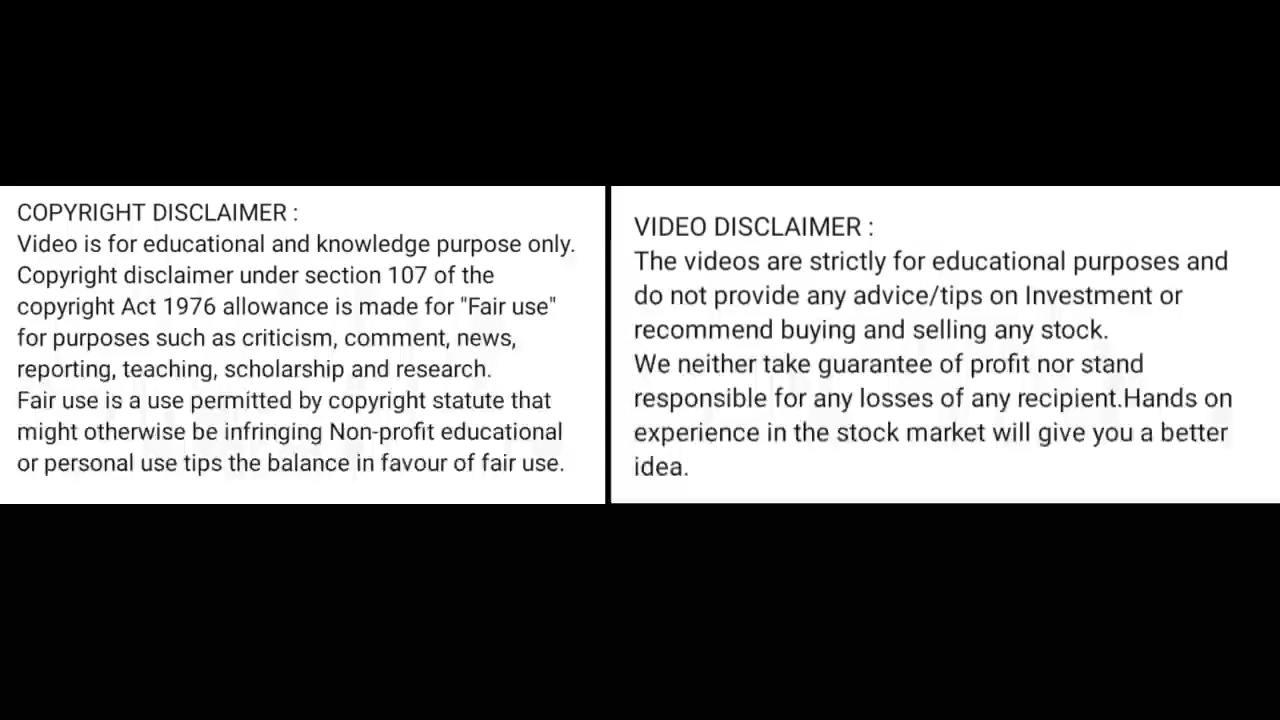 COPYRIGHT DISCLAIMER :
Video is for educational and knowledge purpose only.
Copyright disclaimer under section 107 of the
copyright Act 1976 allowance is made for "Fair use"
for purposes such as criticism, comment, news,
reporting, teaching, scholarship and research.
Fair use is a use permitted by copyright statute that
might otherwise be infringing Non-profit educational
or personal use tips the balance in favour of fair use.
VIDEO DISCLAIMER :
The videos are strictly for educational purposes and
do not provide any advice/tips on Investment or
recommend buying and selling any stock.
We neither take guarantee of profit nor stand
responsible for any losses of any recipient.Hands on
experience in the stock market will give you a better
idea.